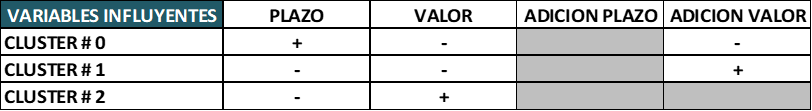 VARIABLES INFLUYENTES PLAZO VALOR ADICION PLAZO ADICION VALOR
CLUSTER # 0 + - -
CLUSTER # 1 - - +
CLUSTER # 2 - +